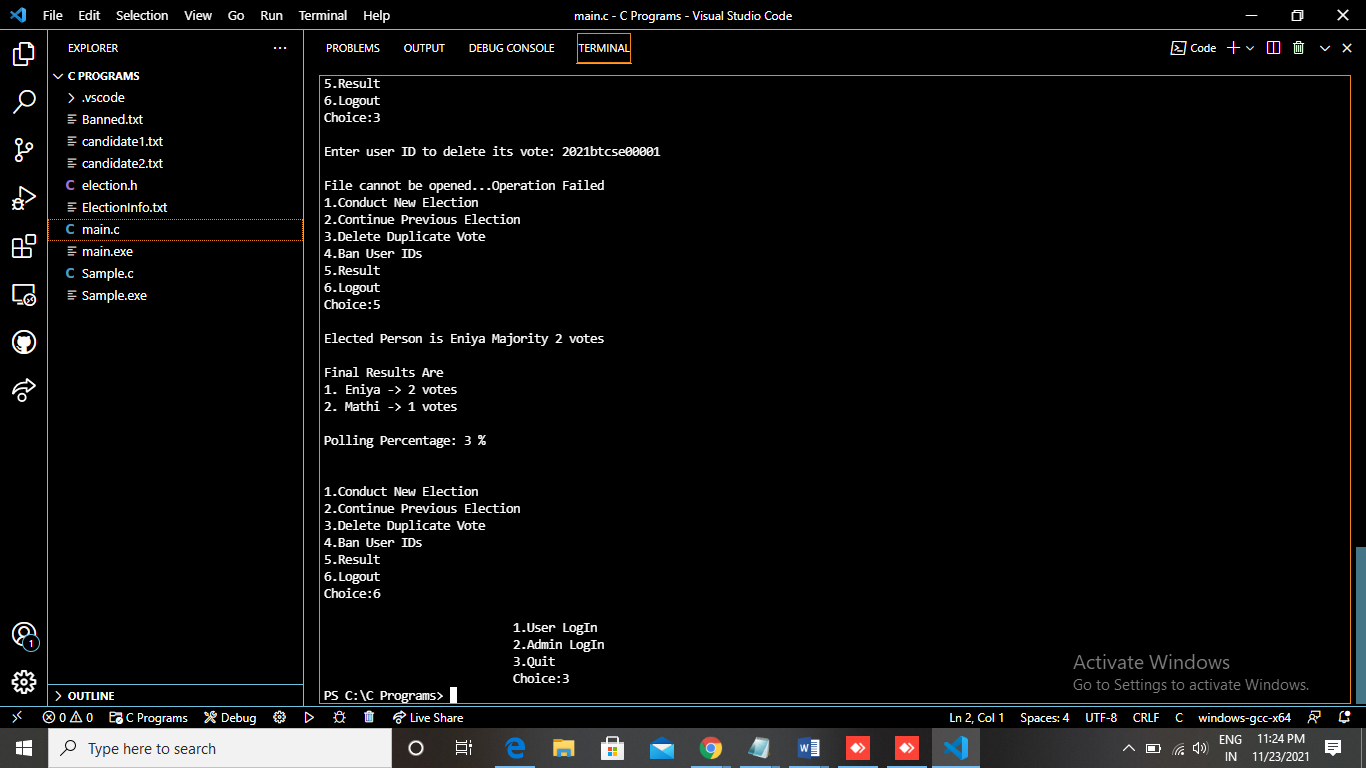 File Edit Selection View Go Run Terminal Help
main.c - C Programs - Visual Studio Code
EXPLORER
C PROGRAMS
.vscode
Banned.txt
candidate1.txt
candidate2.txt
election.h
ElectionInfo.txt
main.c
main.exe
Sample.c
Sample.exe
OUTLINE
PROBLEMS OUTPUT DEBUG CONSOLE TERMINAL
Code
5.Result
6.Logout
Choice:3
Enter user ID to delete its vote: 2021btcse00001
File cannot be opened...Operation Failed
1.Conduct New Election
2.Continue Previous Election
3.Delete Duplicate Vote
4.Ban User IDs
5.Result
6.Logout
Choice:5
Elected Person is Eniya Majority 2 votes
Final Results Are
1. Eniya -> 2 votes
2. Mathi -> 1 votes
Polling Percentage: 3 %
1.Conduct New Election
2.Continue Previous Election
3.Delete Duplicate Vote
4.Ban User IDs
5.Result
6.Logout
Choice:6
1.User LogIn
2.Admin LogIn
3.Quit
Choice:3
PS C:\C Programs>
Activate Windows
Go to Settings to activate Windows.
1
0 0 C Programs Debug Live Share
Ln 2, Col 1 Spaces: 4 UTF-8 CRLF C windows-gcc-x64
Type here to search
ENG
IN
11:24 PM
11/23/2021